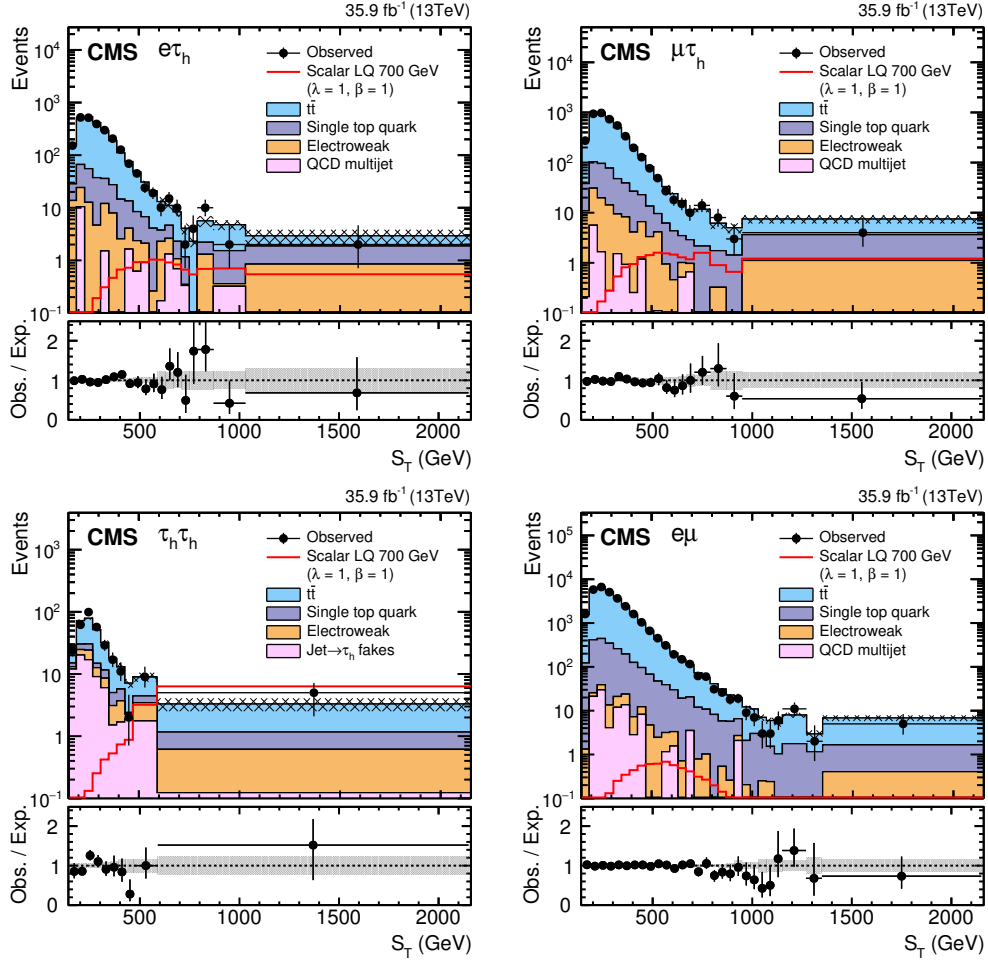 35.9 fb⁻¹ (13TeV)
CMS eτ_h
Observed
Scalar LQ 700 GeV
(λ = 1, β = 1)
tt̄
Single top quark
Electroweak
QCD multijet
Events
10⁴
10³
10²
10
1
10⁻¹
Obs. / Exp.
2
1
0
500 1000 1500 2000
S_T (GeV)
35.9 fb⁻¹ (13TeV)
CMS μτ_h
Observed
Scalar LQ 700 GeV
(λ = 1, β = 1)
tt̄
Single top quark
Electroweak
QCD multijet
Events
10⁴
10³
10²
10
1
10⁻¹
Obs. / Exp.
2
1
0
500 1000 1500 2000
S_T (GeV)
35.9 fb⁻¹ (13TeV)
CMS τ_hτ_h
Observed
Scalar LQ 700 GeV
(λ = 1, β = 1)
tt̄
Single top quark
Electroweak
Jet→τ_h fakes
Events
10³
10²
10
1
10⁻¹
Obs. / Exp.
2
1
0
500 1000 1500 2000
S_T (GeV)
35.9 fb⁻¹ (13TeV)
CMS eμ
Observed
Scalar LQ 700 GeV
(λ = 1, β = 1)
tt̄
Single top quark
Electroweak
QCD multijet
Events
10⁵
10⁴
10³
10²
10
1
10⁻¹
Obs. / Exp.
2
1
0
500 1000 1500 2000
S_T (GeV)